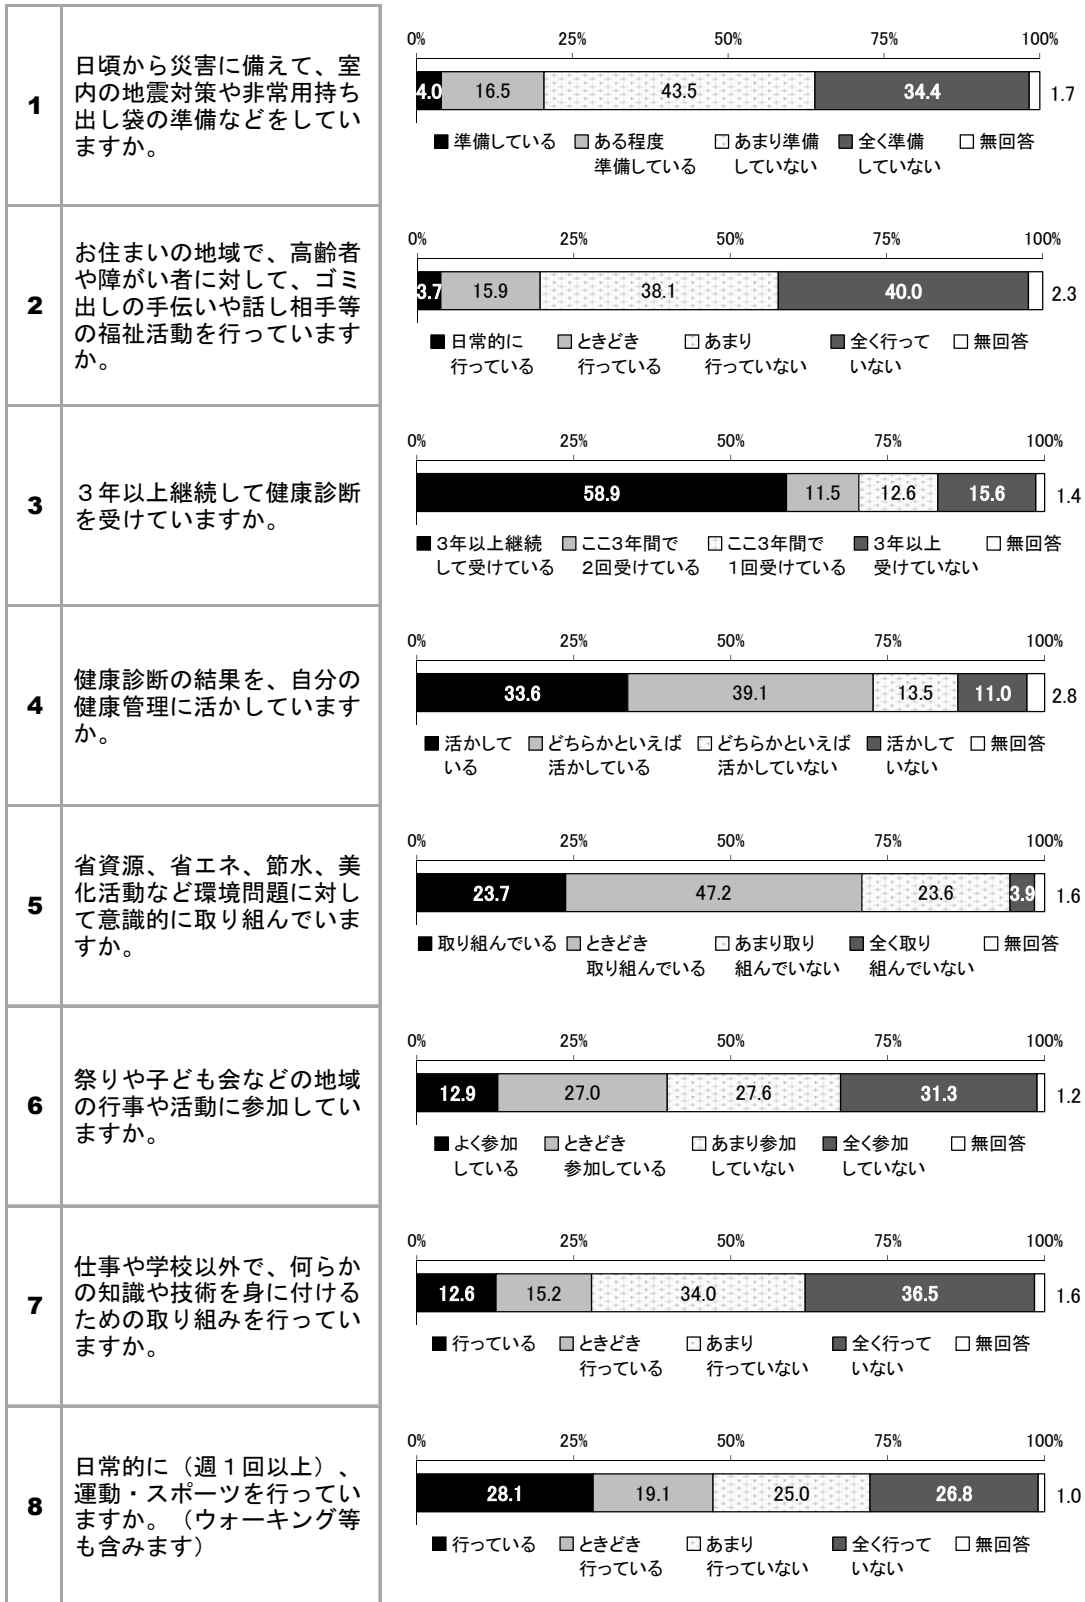 1
日頃から災害に備えて、室
内の地震対策や非常用持ち
出し袋の準備などをしてい
ますか。
0% 25% 50% 75% 100%
4.0 16.5 43.5 34.4 1.7
■準備している ■ある程度 □あまり準備 ■全く準備 □無回答
準備している していない していない
2
お住まいの地域で、高齢者
や障がい者に対して、ゴミ
出しの手伝いや話し相手等
の福祉活動を行っています
か。
0% 25% 50% 75% 100%
3.7 15.9 38.1 40.0 2.3
■日常的に ■ときどき □あまり ■全く行って □無回答
行っている 行っている 行っていない いない
3
３年以上継続して健康診断
を受けていますか。
0% 25% 50% 75% 100%
58.9 11.5 12.6 15.6 1.4
■3年以上継続 ■ここ3年間で □ここ3年間で ■3年以上 □無回答
して受けている 2回受けている 1回受けている 受けていない
4
健康診断の結果を、自分の
健康管理に活かしています
か。
0% 25% 50% 75% 100%
33.6 39.1 13.5 11.0 2.8
■活かして ■どちらかといえば □どちらかといえば ■活かして □無回答
いる 活かしている 活かしていない いない
5
省資源、省エネ、節水、美
化活動など環境問題に対し
て意識的に取り組んでいま
すか。
0% 25% 50% 75% 100%
23.7 47.2 23.6 3.9 1.6
■取り組んでいる ■ときどき □あまり取り ■全く取り □無回答
取り組んでいる 組んでいない 組んでいない
6
祭りや子ども会などの地域
の行事や活動に参加してい
ますか。
0% 25% 50% 75% 100%
12.9 27.0 27.6 31.3 1.2
■よく参加 ■ときどき □あまり参加 ■全く参加 □無回答
している 参加している していない していない
7
仕事や学校以外で、何らか
の知識や技術を身に付ける
ための取り組みを行ってい
ますか。
0% 25% 50% 75% 100%
12.6 15.2 34.0 36.5 1.6
■行っている ■ときどき □あまり ■全く行って □無回答
行っている 行っていない いない
8
日常的に（週１回以上）、
運動・スポーツを行ってい
ますか。（ウォーキング等
も含みます）
0% 25% 50% 75% 100%
28.1 19.1 25.0 26.8 1.0
■行っている ■ときどき □あまり ■全く行って □無回答
行っている 行っていない いない